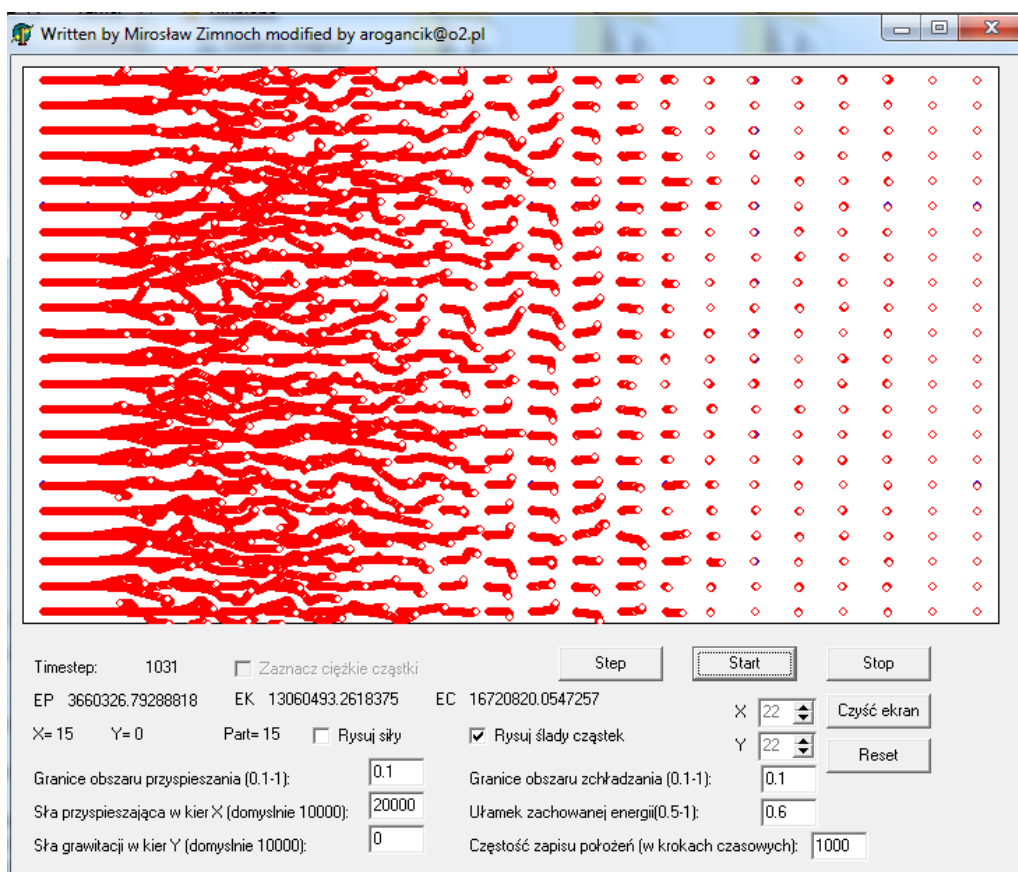 Written by Mirosław Zimnoch modified by arogancik@o2.pl
Timestep: 1031
Zaznacz ciężkie cząstki
Step
Start
Stop
EP 3660326.79288818 EK 13060493.2618375 EC 16720820.0547257
X 22
Czyść ekran
X= 15 Y= 0 Part= 15
Rysuj siły
Rysuj ślady cząstek
Y 22
Reset
Granice obszaru przyspieszania (0.1-1): 0.1
Granice obszaru zchładzania (0.1-1): 0.1
Sła przyspieszająca w kier X (domyslnie 10000): 20000
Ułamek zachowanej energii(0.5-1): 0.6
Sła grawitacji w kier Y (domyslnie 10000): 0
Częstość zapisu położeń (w krokach czasowych): 1000